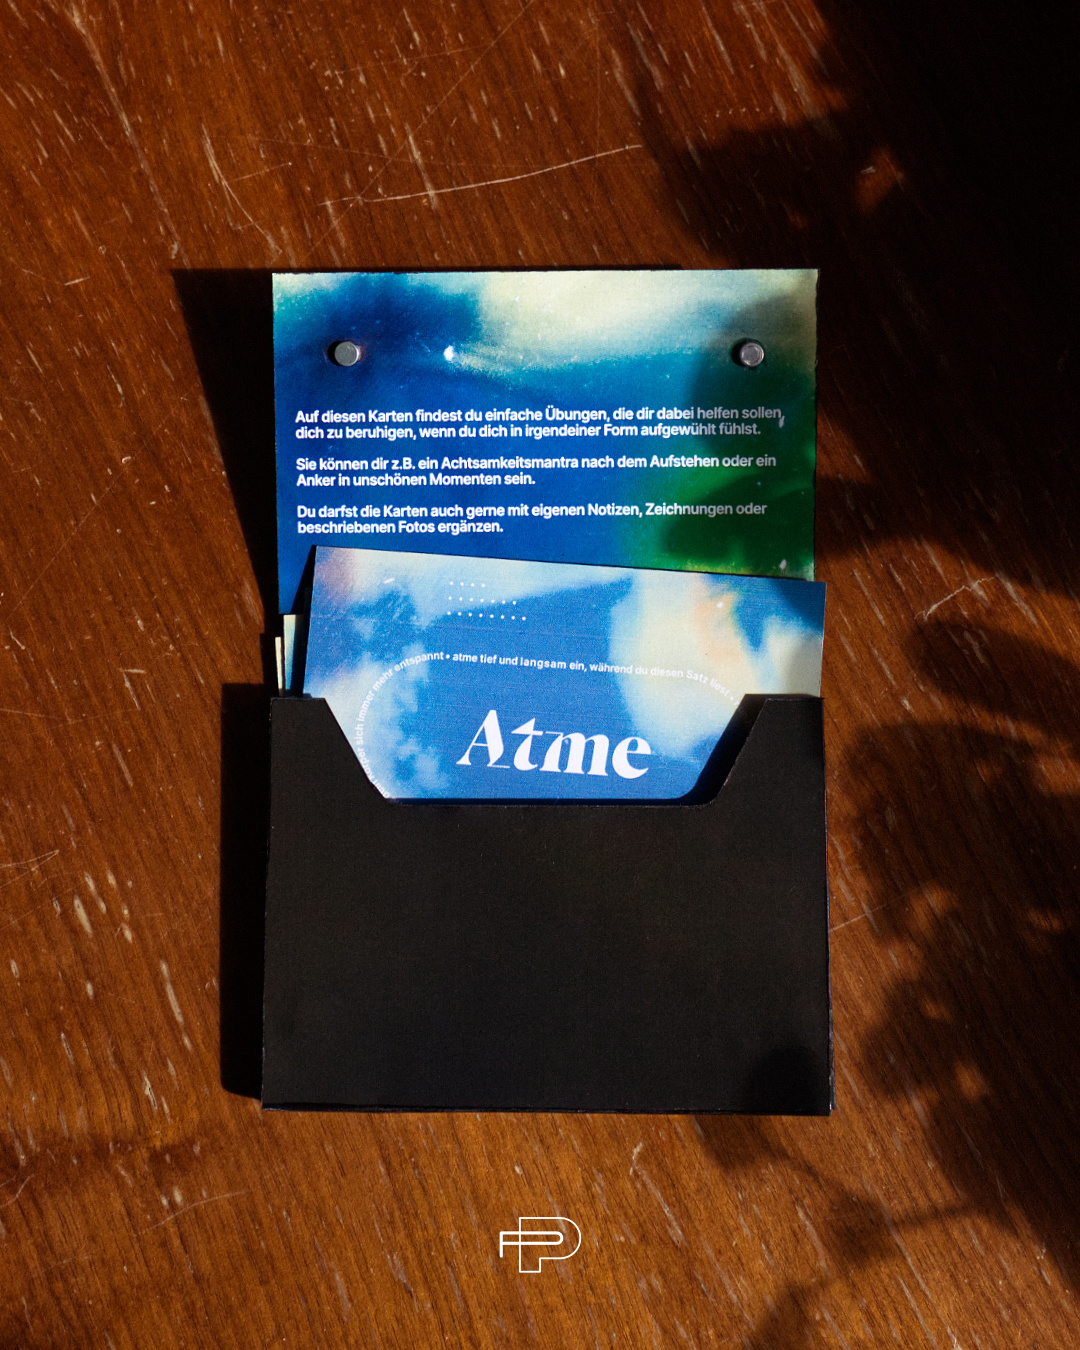 Auf diesen Karten findest du einfache Übungen, die dir dabei helfen sollen,
dich zu beruhigen, wenn du dich in irgendeiner Form aufgewühlt fühlst.
Sie können dir z.B. ein Achtsamkeitsmantra nach dem Aufstehen oder ein
Anker in unschönen Momenten sein.
Du darfst die Karten auch gerne mit eigenen Notizen, Zeichnungen oder
beschriebenen Fotos ergänzen.
sich immer mehr entspannt • atme tief und langsam ein, während du diesen Satz liest •
Atme